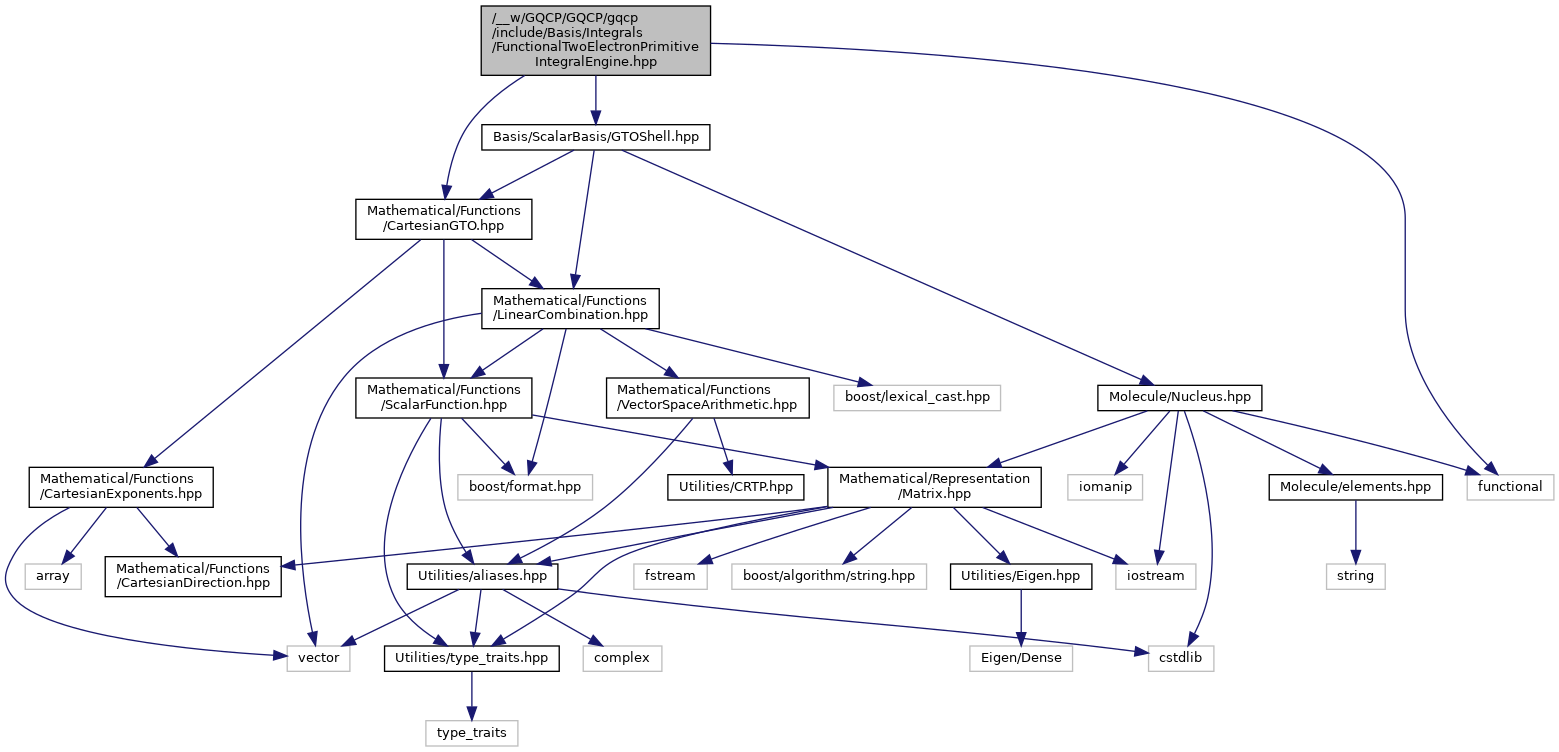 /__w/GQCP/GQCP/gqcp
/include/Basis/Integrals
/FunctionalTwoElectronPrimitive
IntegralEngine.hpp
Basis/ScalarBasis/GTOShell.hpp
Mathematical/Functions
/CartesianGTO.hpp
Mathematical/Functions
/LinearCombination.hpp
Mathematical/Functions
/ScalarFunction.hpp
Mathematical/Functions
/VectorSpaceArithmetic.hpp
boost/lexical_cast.hpp
Molecule/Nucleus.hpp
Mathematical/Functions
/CartesianExponents.hpp
boost/format.hpp
Utilities/CRTP.hpp
Mathematical/Representation
/Matrix.hpp
iomanip
Molecule/elements.hpp
functional
array
Mathematical/Functions
/CartesianDirection.hpp
Utilities/aliases.hpp
fstream
boost/algorithm/string.hpp
Utilities/Eigen.hpp
iostream
string
vector
Utilities/type_traits.hpp
complex
Eigen/Dense
cstdlib
type_traits